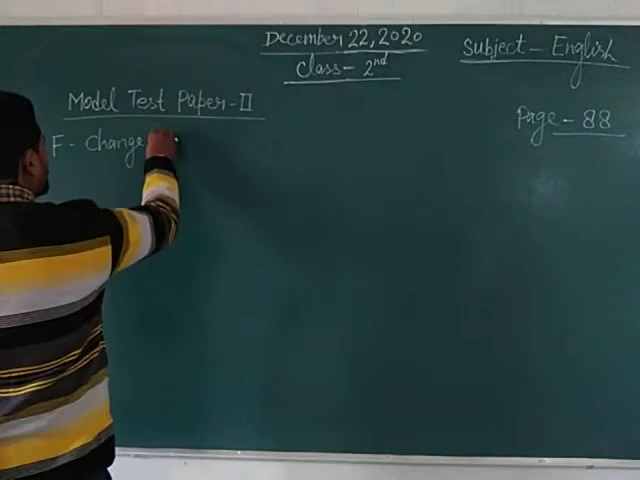 December 22, 2020
Class - 2nd
Subject - English
Model Test Paper - II
Page - 88
F - Change